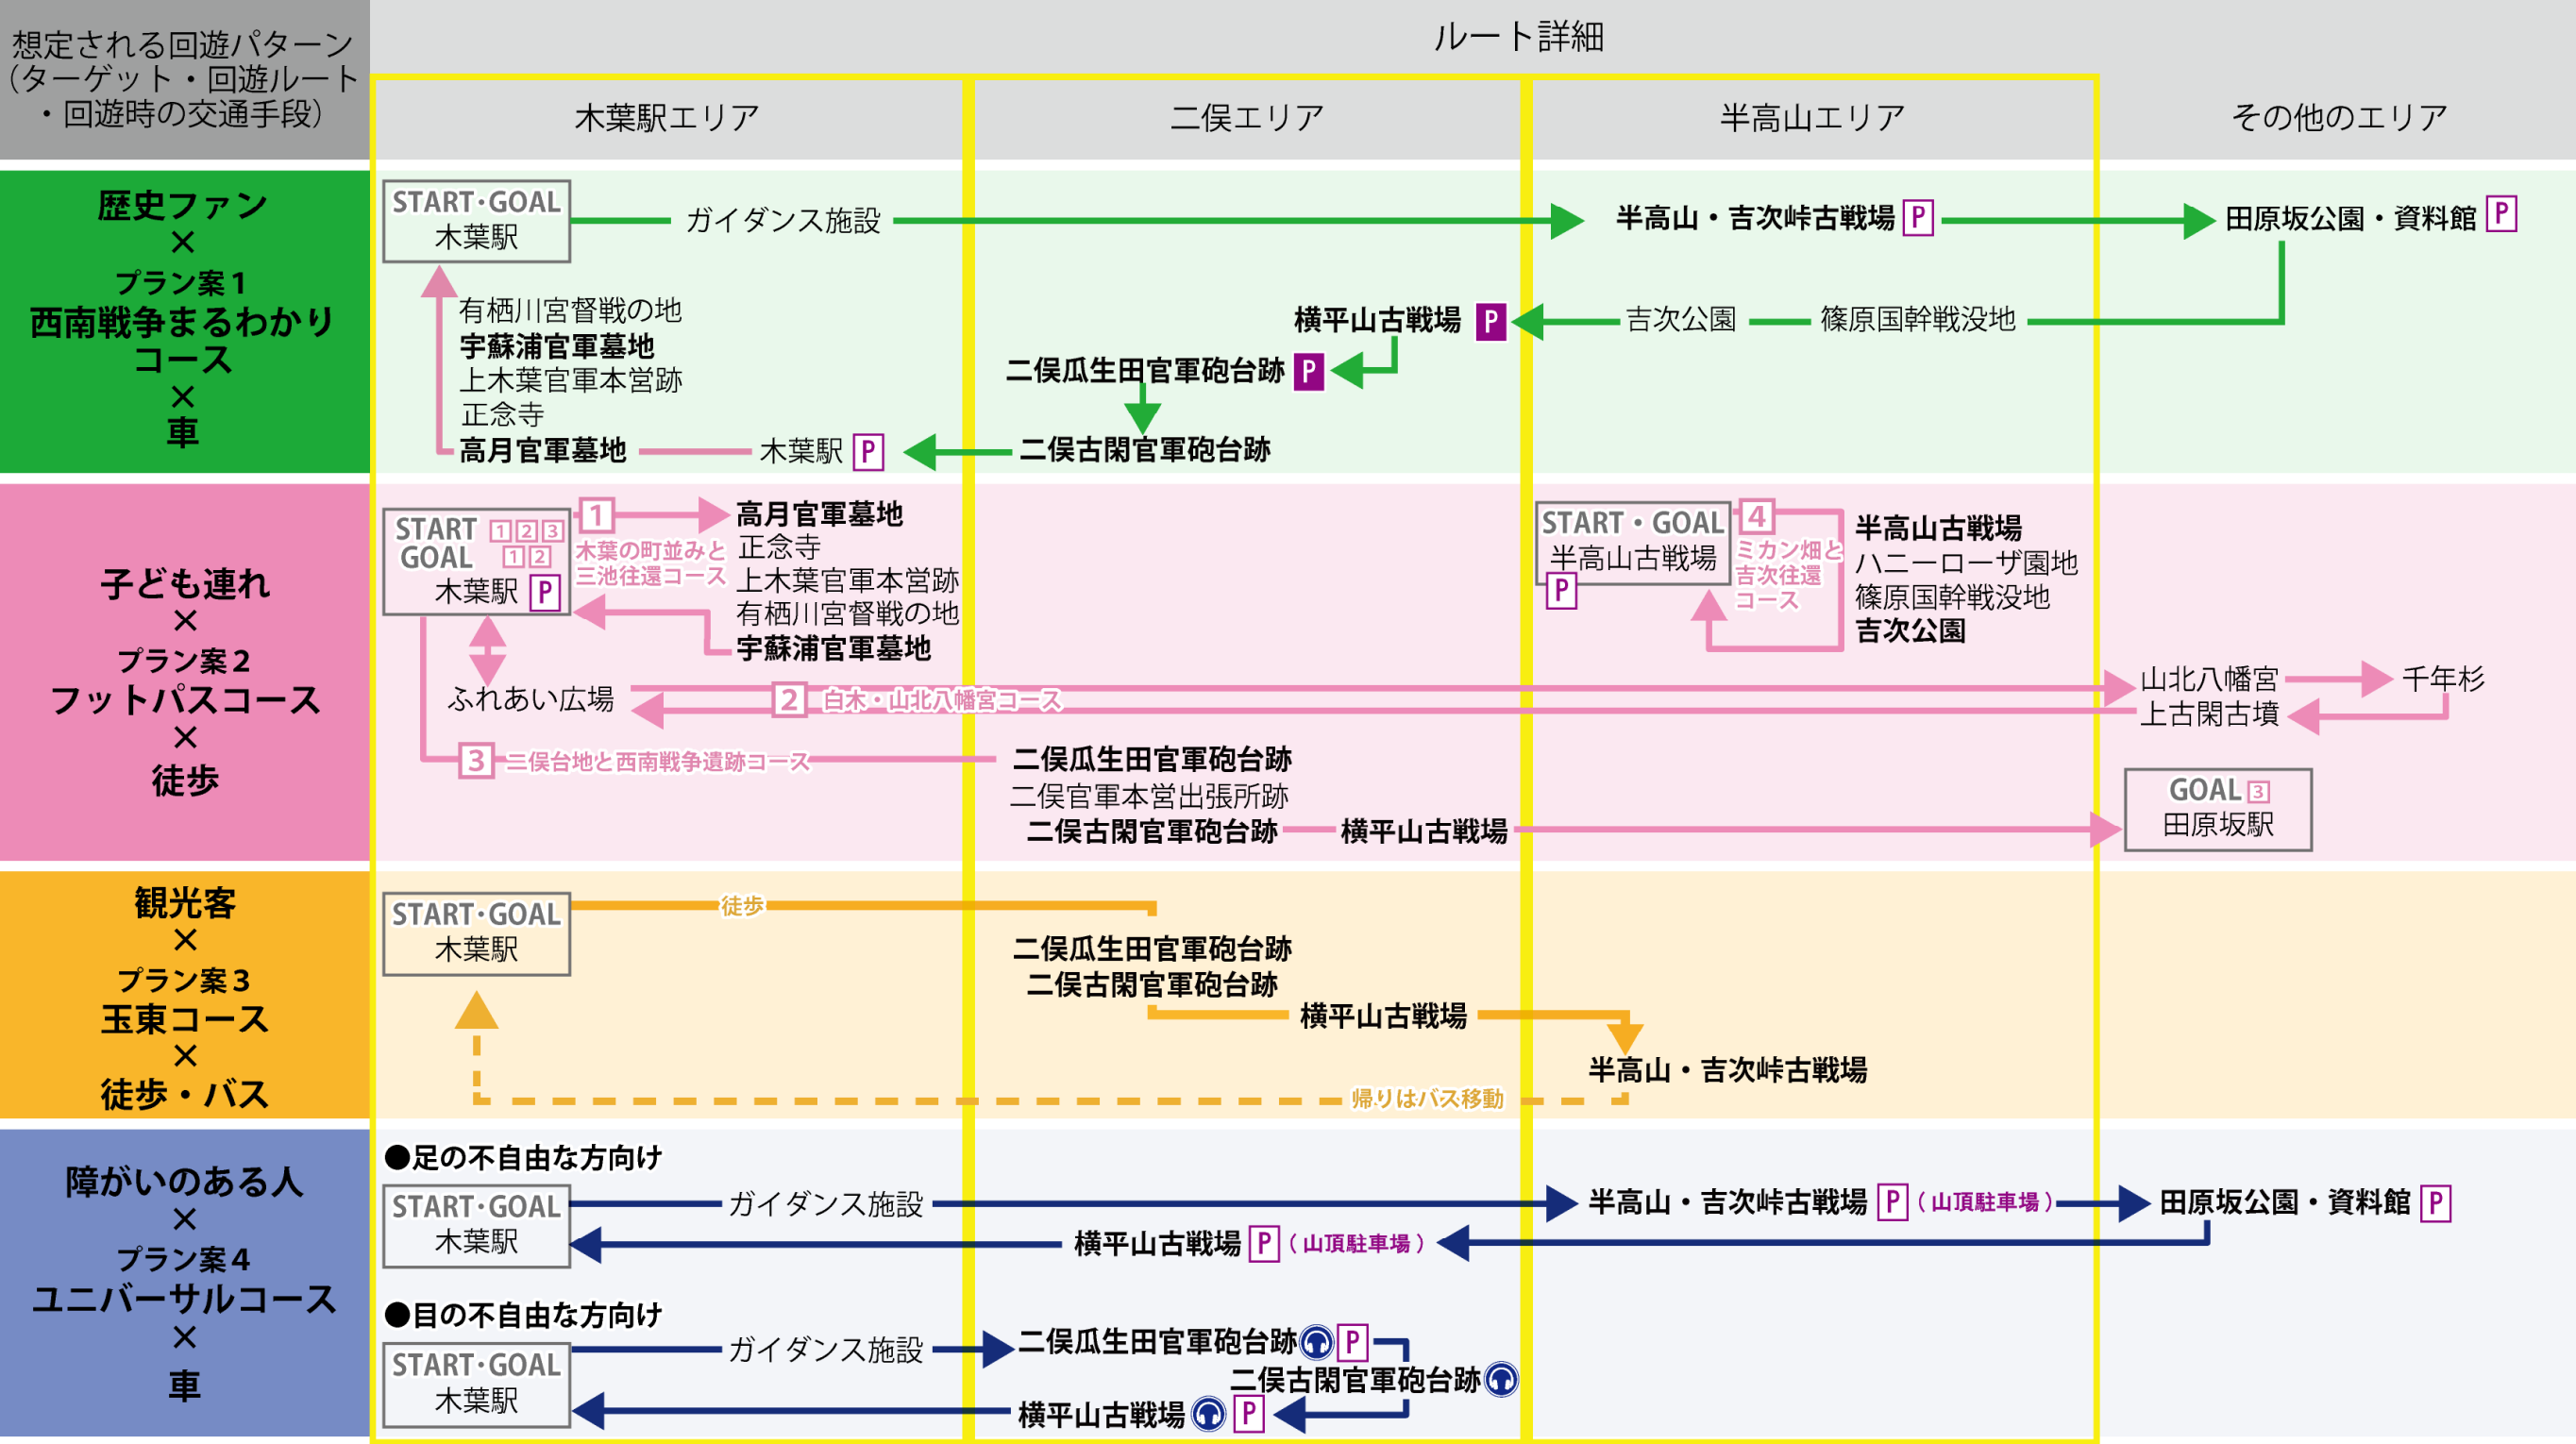 想定される回遊パターン
（ターゲット・回遊ルート
・回遊時の交通手段）
ルート詳細
木葉駅エリア
二俣エリア
半高山エリア
その他のエリア
歴史ファン
×
プラン案1
西南戦争まるわかり
コース
×
車
START・GOAL
木葉駅
ガイダンス施設
半高山・吉次峠古戦場 P
田原坂公園・資料館 P
篠原国幹戦没地
吉次公園
横平山古戦場 P
二俣瓜生田官軍砲台跡 P
二俣古閑官軍砲台跡
木葉駅 P
有栖川宮督戦の地
宇蘇浦官軍墓地
上木葉官軍本営跡
正念寺
高月官軍墓地
子ども連れ
×
プラン案2
フットパスコース
×
徒歩
START 1 2 3
GOAL 1 2
木葉駅 P
1
木葉の町並みと
三池往還コース
高月官軍墓地
正念寺
上木葉官軍本営跡
有栖川宮督戦の地
宇蘇浦官軍墓地
START・GOAL
半高山古戦場
P
4
ミカン畑と
吉次往還
コース
半高山古戦場
ハニーローザ園地
篠原国幹戦没地
吉次公園
ふれあい広場
2 白木・山北八幡宮コース
山北八幡宮
千年杉
上古閑古墳
3 二俣台地と西南戦争遺跡コース
二俣瓜生田官軍砲台跡
二俣官軍本営出張所跡
二俣古閑官軍砲台跡
横平山古戦場
GOAL 3
田原坂駅
観光客
×
プラン案3
玉東コース
×
徒歩・バス
START・GOAL
木葉駅
徒歩
二俣瓜生田官軍砲台跡
二俣古閑官軍砲台跡
横平山古戦場
半高山・吉次峠古戦場
帰りはバス移動
障がいのある人
×
プラン案4
ユニバーサルコース
×
車
●足の不自由な方向け
START・GOAL
木葉駅
ガイダンス施設
半高山・吉次峠古戦場 P（山頂駐車場）
田原坂公園・資料館 P
横平山古戦場 P（山頂駐車場）
●目の不自由な方向け
START・GOAL
木葉駅
ガイダンス施設
二俣瓜生田官軍砲台跡 P
二俣古閑官軍砲台跡
横平山古戦場 P